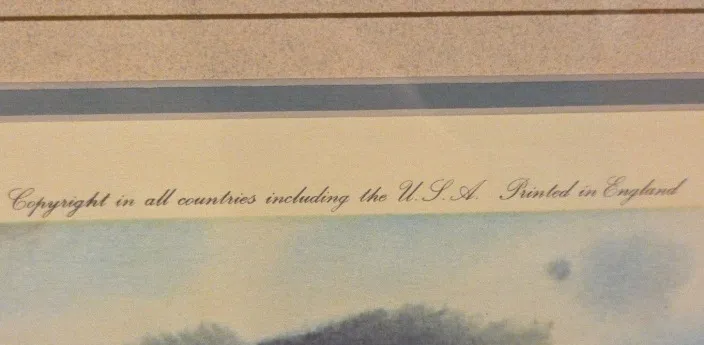 Copyright in all countries including the U.S.A. Printed in England